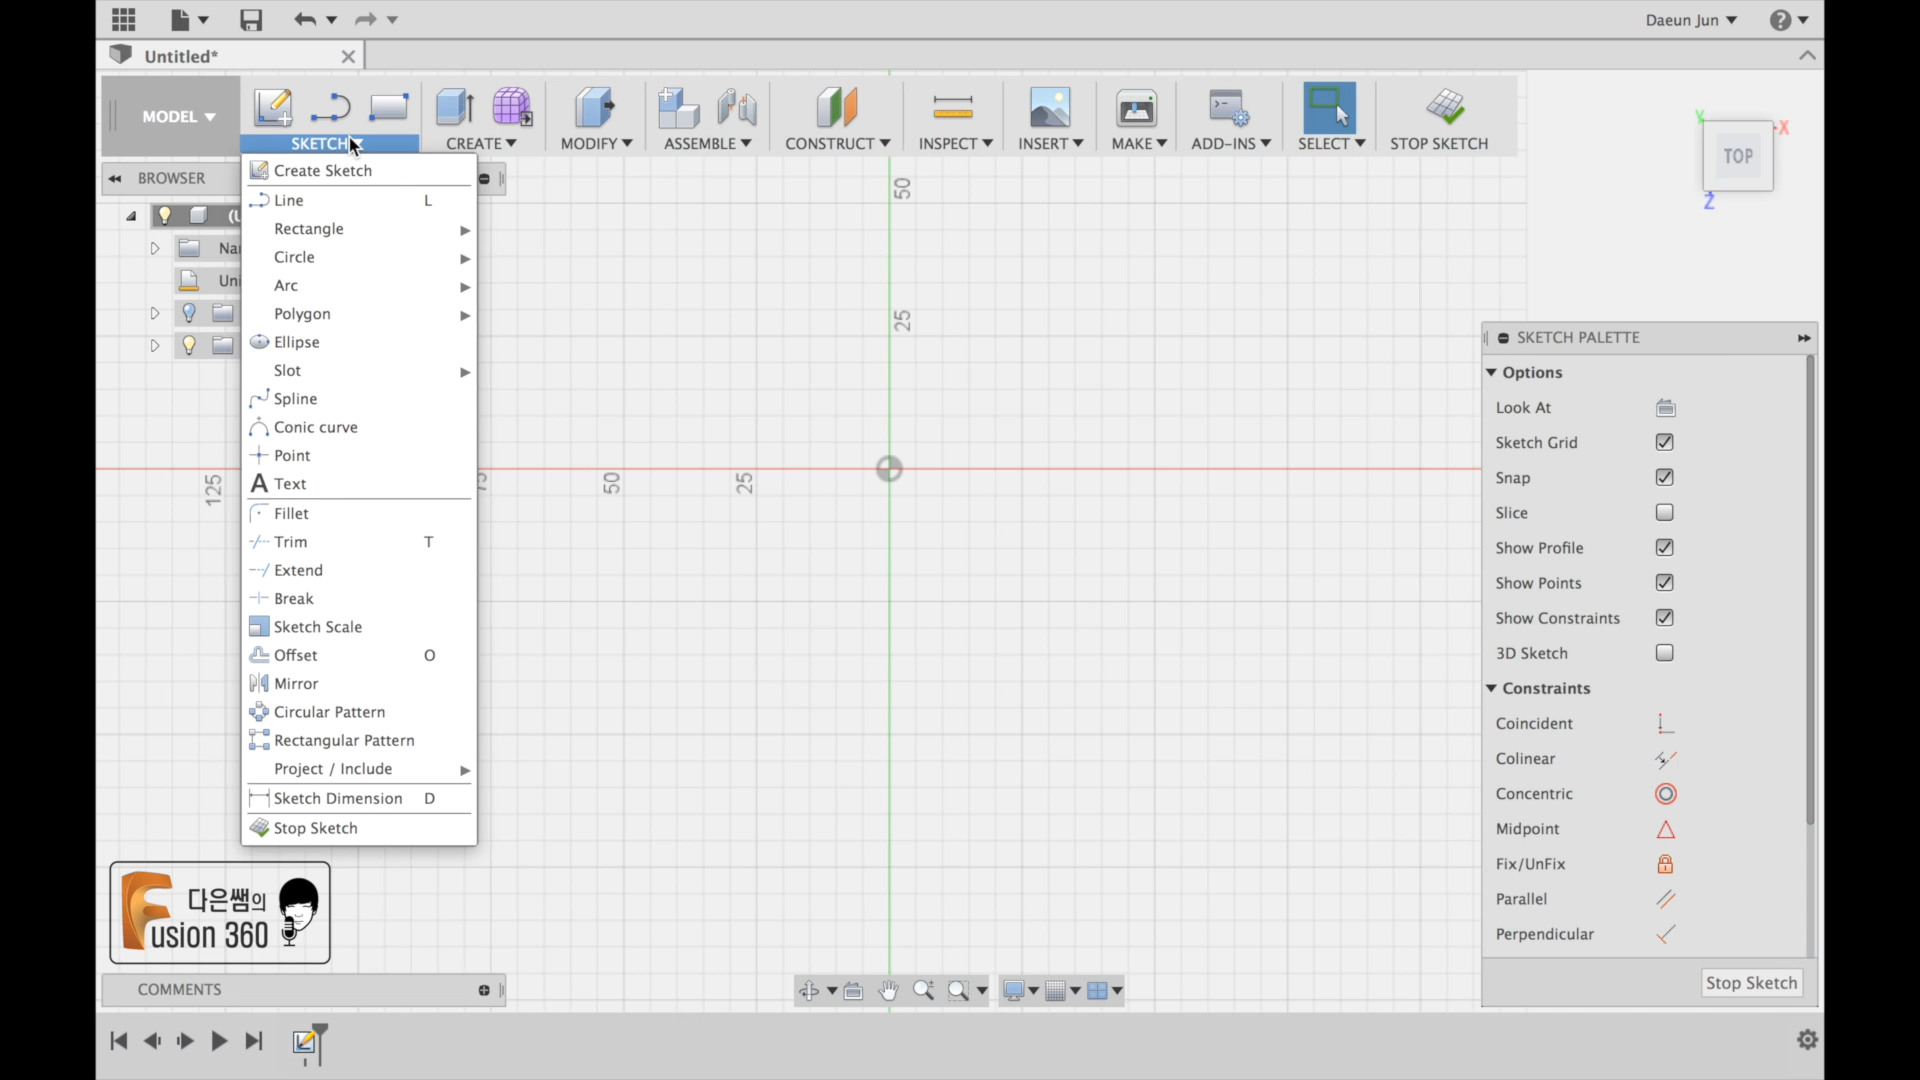 Daeun Jun
Untitled*
MODEL
SKETCH
CREATE
MODIFY
ASSEMBLE
CONSTRUCT
INSPECT
INSERT
MAKE
ADD-INS
SELECT
STOP SKETCH
BROWSER
TOP
X
Y
Z
Create Sketch
Line L
Rectangle
Circle
Arc
Polygon
Ellipse
Slot
Spline
Conic curve
Point
Text
Fillet
Trim T
Extend
Break
Sketch Scale
Offset O
Mirror
Circular Pattern
Rectangular Pattern
Project / Include
Sketch Dimension D
Stop Sketch
50
25
125
50
25
SKETCH PALETTE
Options
Look At
Sketch Grid
Snap
Slice
Show Profile
Show Points
Show Constraints
3D Sketch
Constraints
Coincident
Colinear
Concentric
Midpoint
Fix/UnFix
Parallel
Perpendicular
Stop Sketch
다은쌤의
Fusion 360
COMMENTS